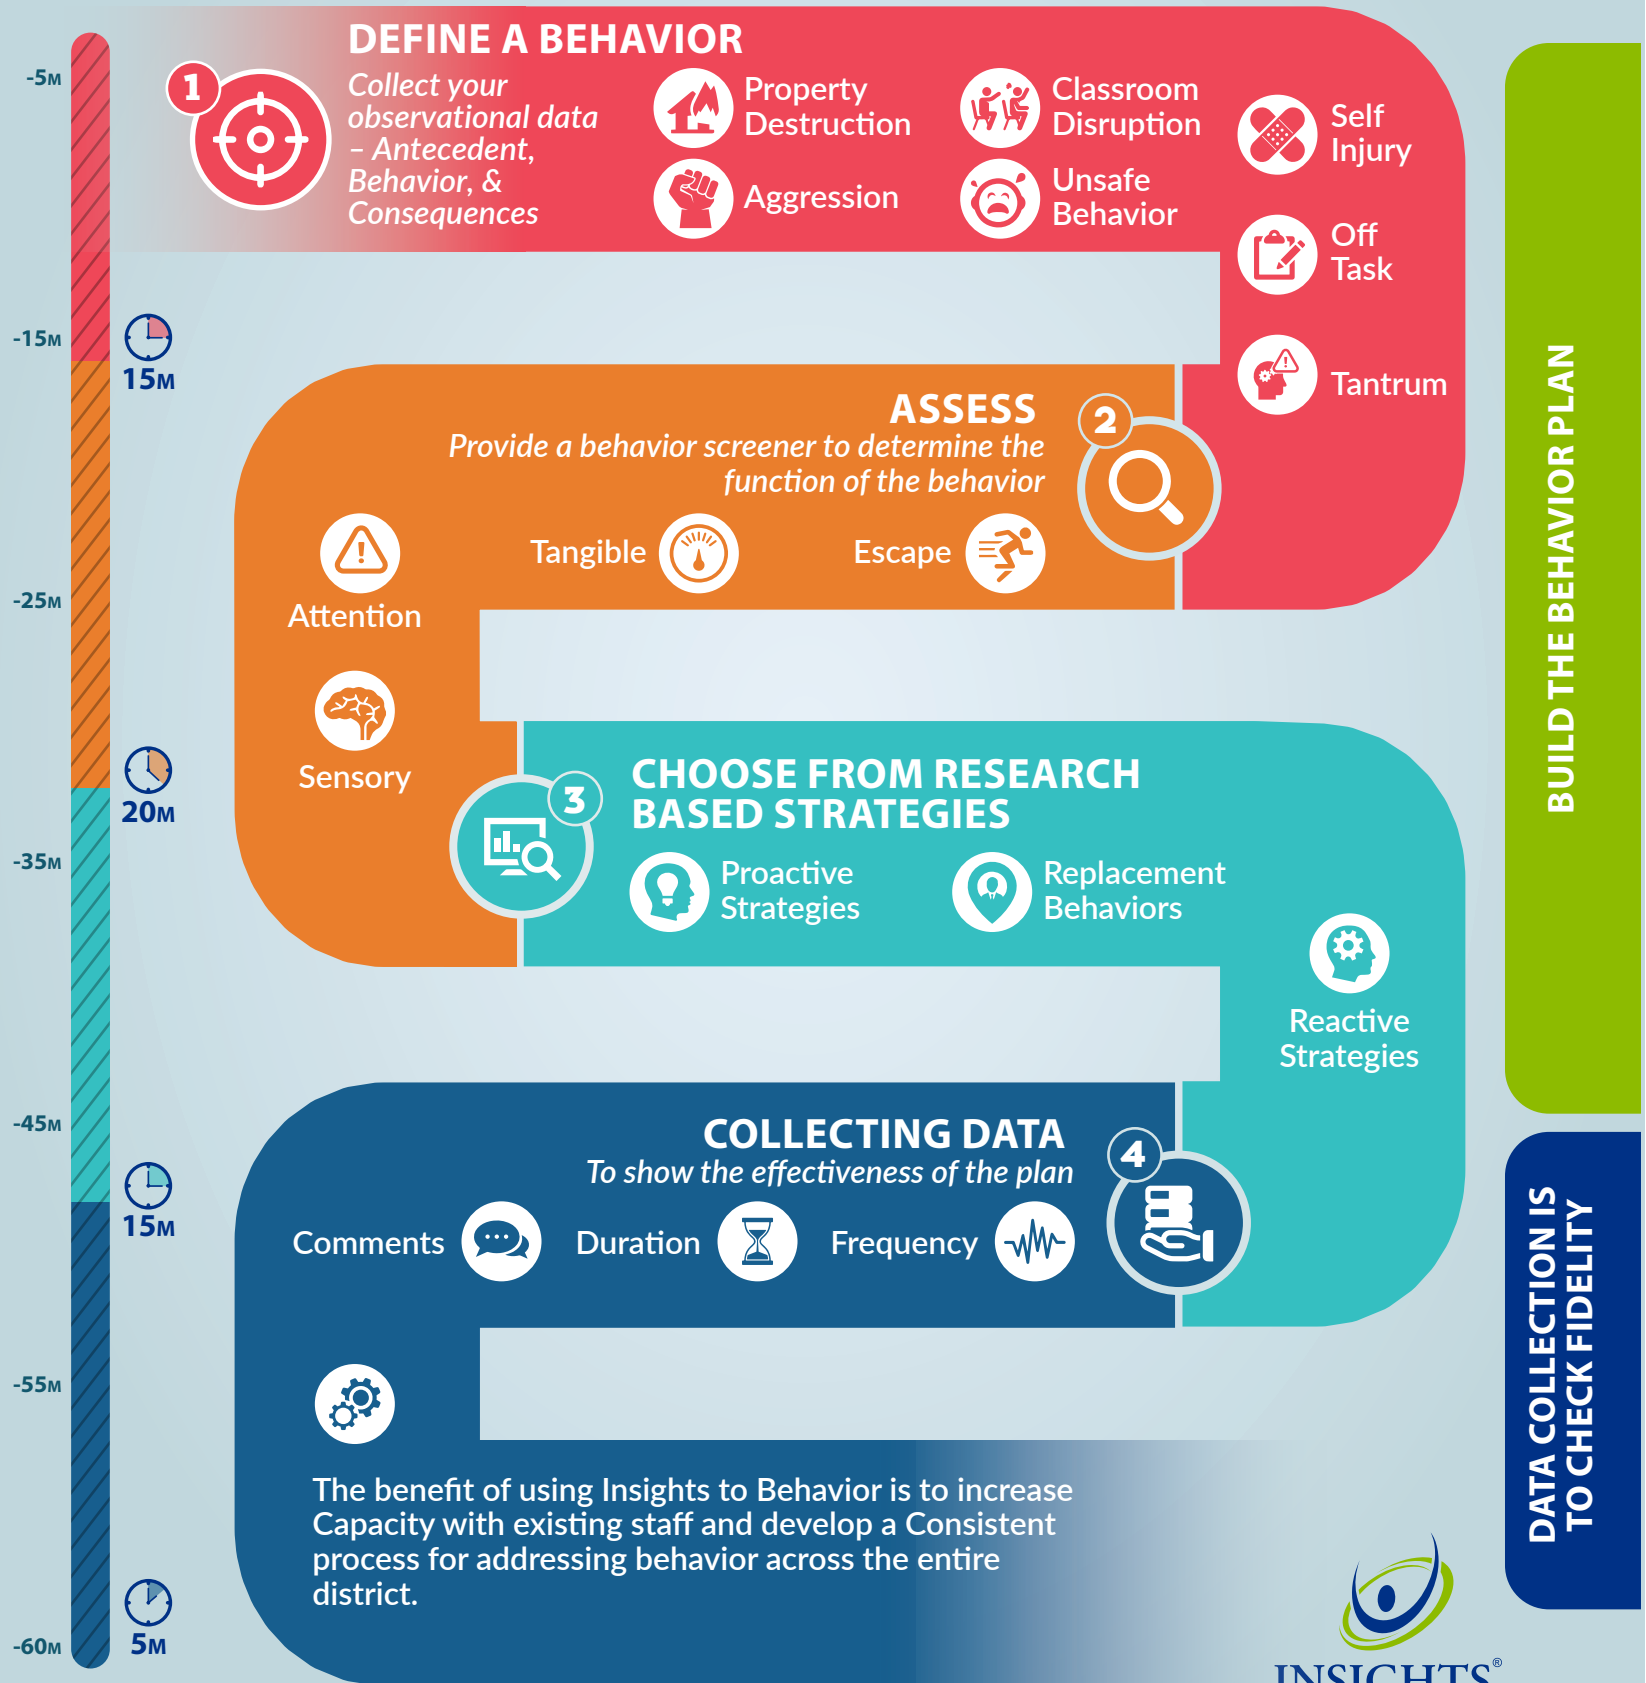 DEFINE A BEHAVIOR
1
Collect your
observational data
– Antecedent,
Behavior, &
Consequences
Property
Destruction
Aggression
Classroom
Disruption
Unsafe
Behavior
Self
Injury
Off
Task
Tantrum
ASSESS
2
Provide a behavior screener to determine the
function of the behavior
Escape
Tangible
Attention
Sensory
3
CHOOSE FROM RESEARCH
BASED STRATEGIES
Proactive
Strategies
Replacement
Behaviors
Reactive
Strategies
COLLECTING DATA
4
To show the effectiveness of the plan
Comments
Duration
Frequency
The benefit of using Insights to Behavior is to increase
Capacity with existing staff and develop a Consistent
process for addressing behavior across the entire
district.
-5M
-15M
15M
-25M
20M
-35M
-45M
15M
-55M
5M
-60M
BUILD THE BEHAVIOR PLAN
DATA COLLECTION IS
TO CHECK FIDELITY
INSIGHTS®